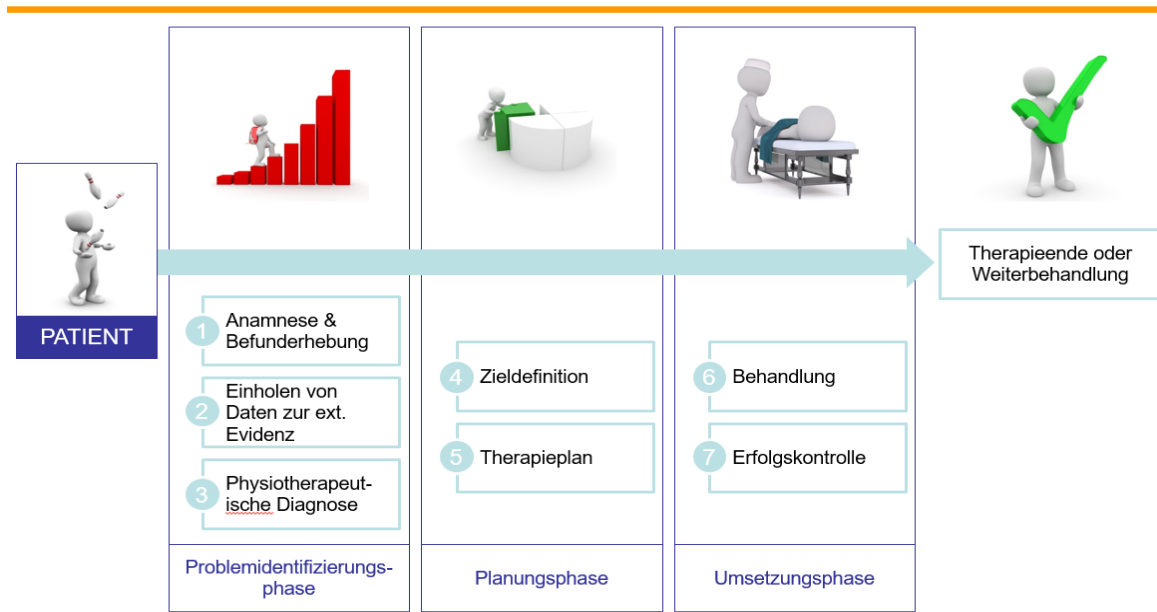 PATIENT
1
Anamnese &
Befunderhebung
2
Einholen von
Daten zur ext.
Evidenz
3
Physiotherapeut-
ische Diagnose
Problemidentifizierungs-
phase
4
Zieldefinition
5
Therapieplan
Planungsphase
6
Behandlung
7
Erfolgskontrolle
Umsetzungsphase
Therapieende oder
Weiterbehandlung